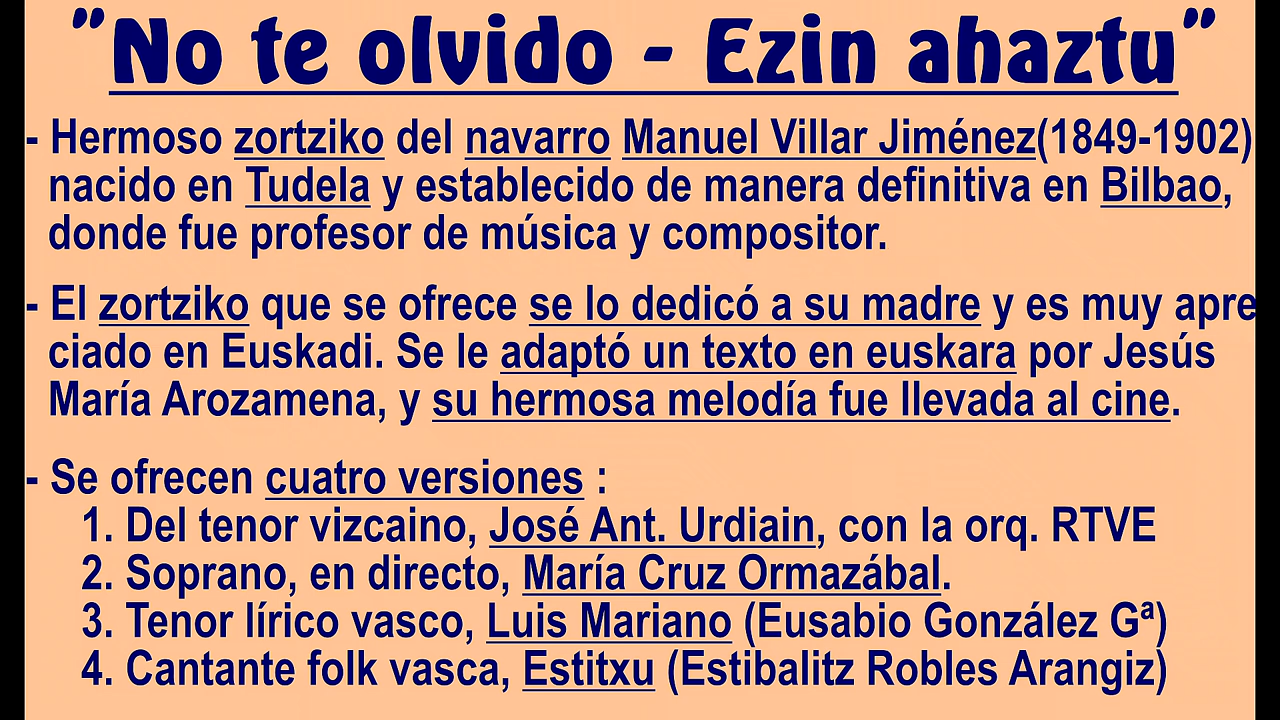 "No te olvido - Ezin ahaztu"
- Hermoso zortziko del navarro Manuel Villar Jiménez(1849-1902)
nacido en Tudela y establecido de manera definitiva en Bilbao,
donde fue profesor de música y compositor.
- El zortziko que se ofrece se lo dedicó a su madre y es muy apre
ciado en Euskadi. Se le adaptó un texto en euskara por Jesús
María Arozamena, y su hermosa melodía fue llevada al cine.
- Se ofrecen cuatro versiones :
1. Del tenor vizcaino, José Ant. Urdiain, con la orq. RTVE
2. Soprano, en directo, María Cruz Ormazábal.
3. Tenor lírico vasco, Luis Mariano (Eusabio González Gª)
4. Cantante folk vasca, Estitxu (Estibalitz Robles Arangiz)